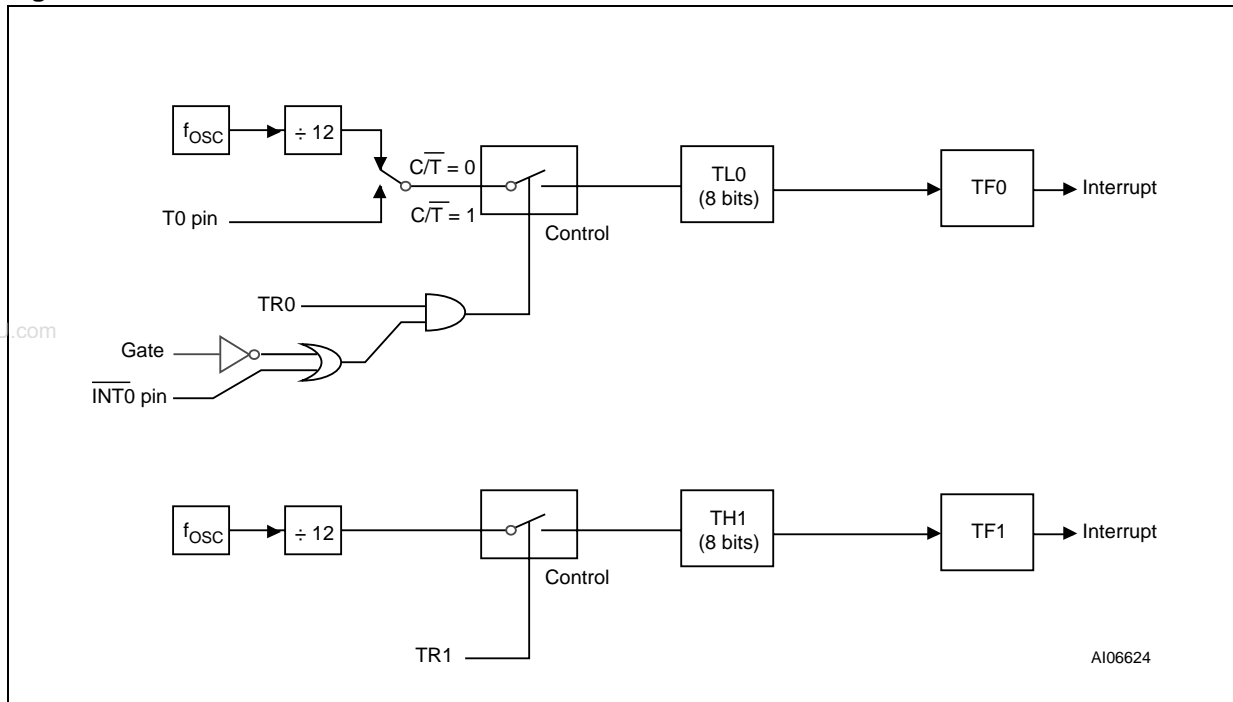 fOSC
÷ 12
C/T̅ = 0
C/T̅ = 1
T0 pin
Control
TL0
(8 bits)
TF0
Interrupt
TR0
Gate
I̅N̅T̅0̅ pin
fOSC
÷ 12
Control
TH1
(8 bits)
TF1
Interrupt
TR1
AI06624